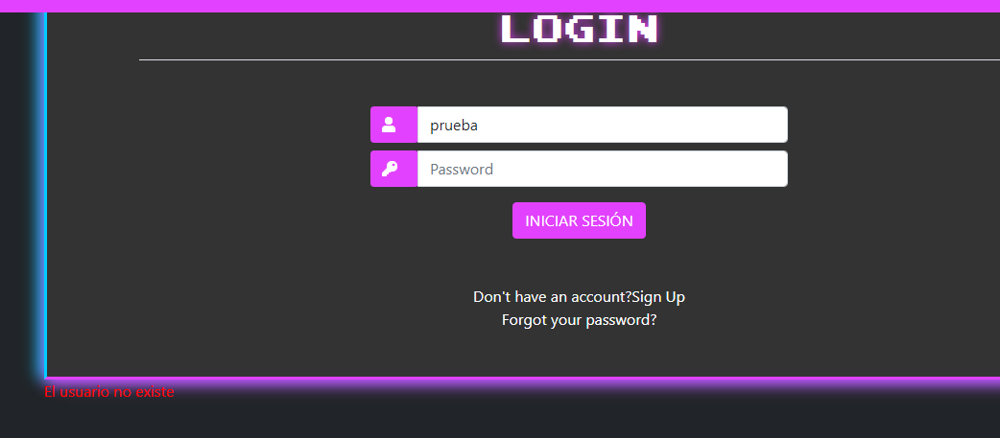 LOGIN
prueba
Password
INICIAR SESIÓN
Don't have an account?Sign Up
Forgot your password?
El usuario no existe